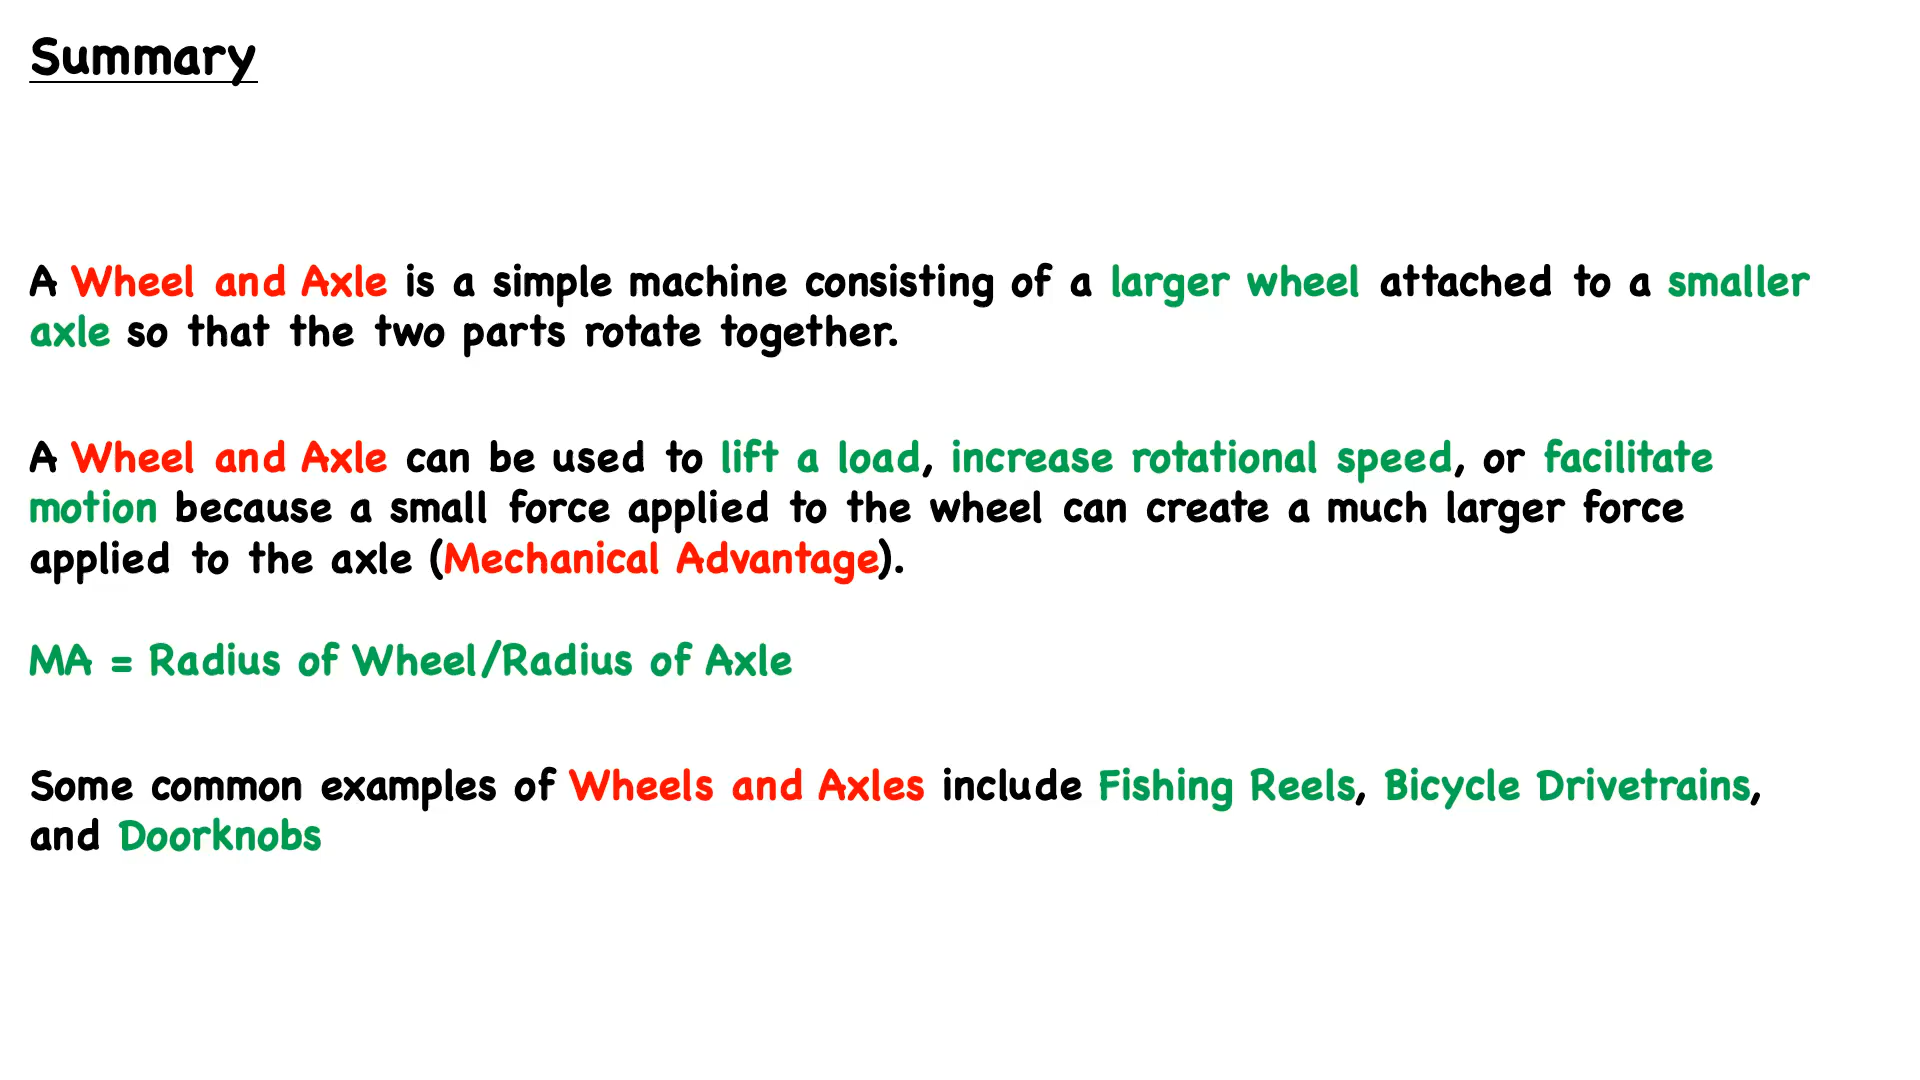 Summary
A Wheel and Axle is a simple machine consisting of a larger wheel attached to a smaller
axle so that the two parts rotate together.
A Wheel and Axle can be used to lift a load, increase rotational speed, or facilitate
motion because a small force applied to the wheel can create a much larger force
applied to the axle (Mechanical Advantage).
MA = Radius of Wheel/Radius of Axle
Some common examples of Wheels and Axles include Fishing Reels, Bicycle Drivetrains,
and Doorknobs